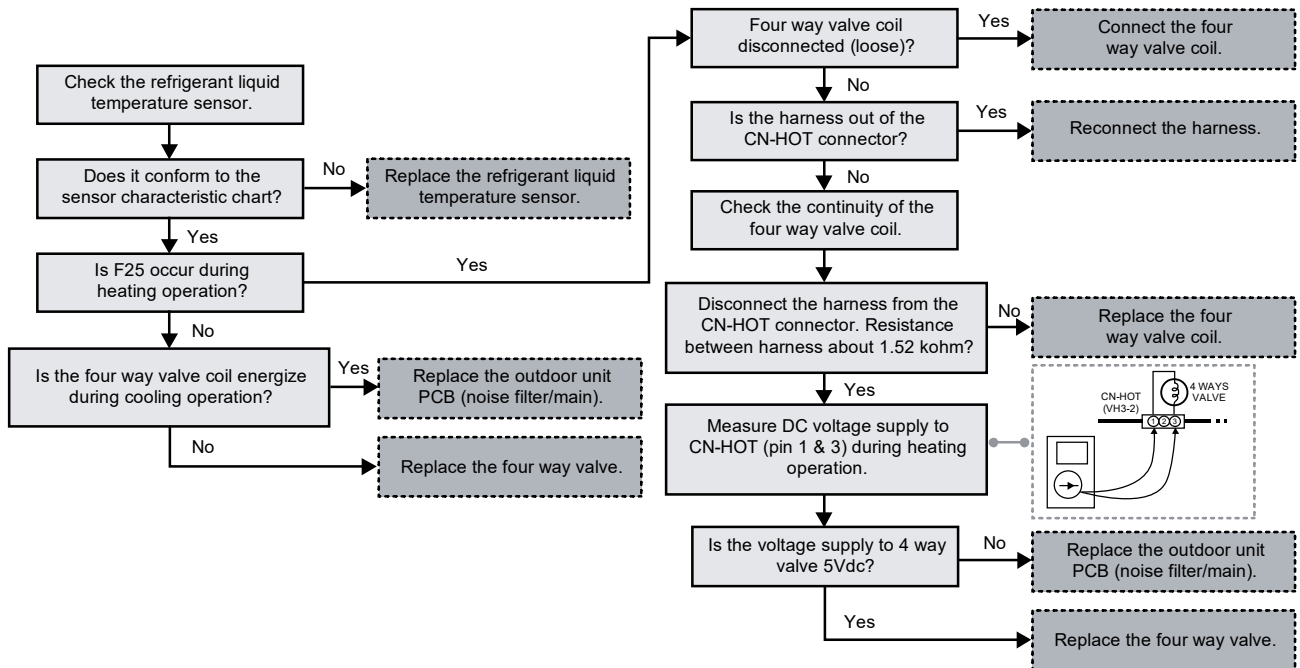 Check the refrigerant liquid
temperature sensor.
Does it conform to the
sensor characteristic chart?
No
Replace the refrigerant liquid
temperature sensor.
Yes
Is F25 occur during
heating operation?
Yes
No
Is the four way valve coil energize
during cooling operation?
Yes
Replace the outdoor unit
PCB (noise filter/main).
No
Replace the four way valve.
Four way valve coil
disconnected (loose)?
Yes
Connect the four
way valve coil.
No
Is the harness out of the
CN-HOT connector?
Yes
Reconnect the harness.
No
Check the continuity of the
four way valve coil.
Disconnect the harness from the
CN-HOT connector. Resistance
between harness about 1.52 kohm?
No
Replace the four
way valve coil.
Yes
Measure DC voltage supply to
CN-HOT (pin 1 & 3) during heating
operation.
4 WAYS
VALVE
CN-HOT
(VH3-2)
1 2 3
Is the voltage supply to 4 way
valve 5Vdc?
No
Replace the outdoor unit
PCB (noise filter/main).
Yes
Replace the four way valve.